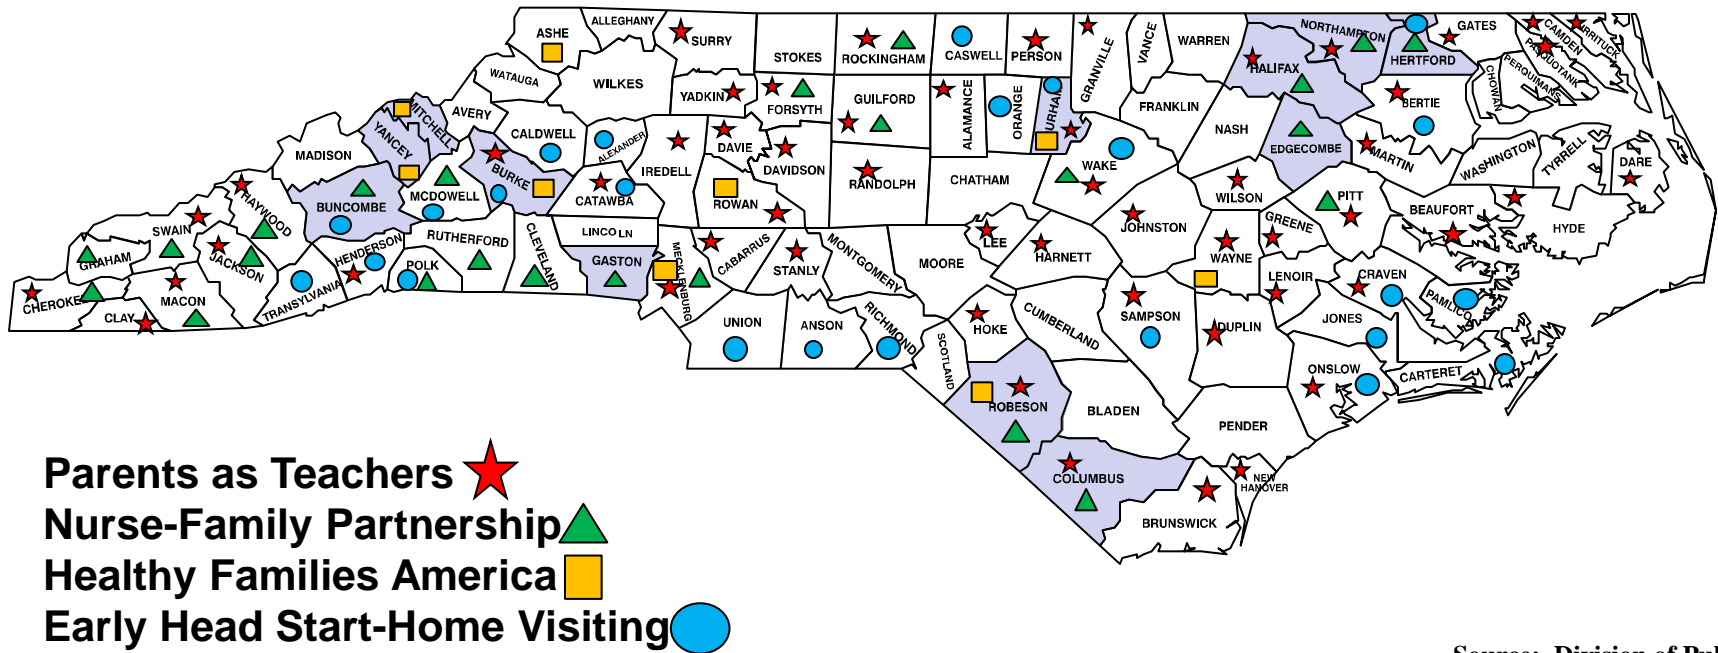 ALLEGHANY
ASHE
SURRY
STOKES
ROCKINGHAM
CASWELL
PERSON
GRANVILLE
VANCE
WARREN
NORTHAMPTON
GATES
CAMDEN
CURRITUCK
PASQUOTANK
PERQUIMANS
CHOWAN
HERTFORD
HALIFAX
WATAUGA
WILKES
YADKIN
FORSYTH
GUILFORD
ALAMANCE
ORANGE
DURHAM
FRANKLIN
NASH
BERTIE
MITCHELL
AVERY
CALDWELL
ALEXANDER
IREDELL
DAVIE
DAVIDSON
RANDOLPH
CHATHAM
WAKE
EDGECOMBE
MARTIN
WASHINGTON
TYRRELL
DARE
MADISON
YANCEY
BURKE
CATAWBA
ROWAN
WILSON
PITT
BEAUFORT
HYDE
BUNCOMBE
MCDOWELL
HAYWOOD
SWAIN
GRAHAM
JACKSON
HENDERSON
RUTHERFORD
CLEVELAND
LINCOLN
GASTON
MECKLENBURG
CABARRUS
STANLY
MONTGOMERY
MOORE
LEE
HARNETT
JOHNSTON
WAYNE
GREENE
LENOIR
CRAVEN
PAMLICO
CHEROKE
CLAY
MACON
TRANSYLVANIA
POLK
UNION
ANSON
RICHMOND
SCOTLAND
HOKE
CUMBERLAND
SAMPSON
DUPLIN
JONES
ONSLOW
CARTERET
ROBESON
BLADEN
PENDER
COLUMBUS
NEW
HANOVER
BRUNSWICK
Parents as Teachers
Nurse-Family Partnership
Healthy Families America
Early Head Start-Home Visiting
Source: Division of Pu